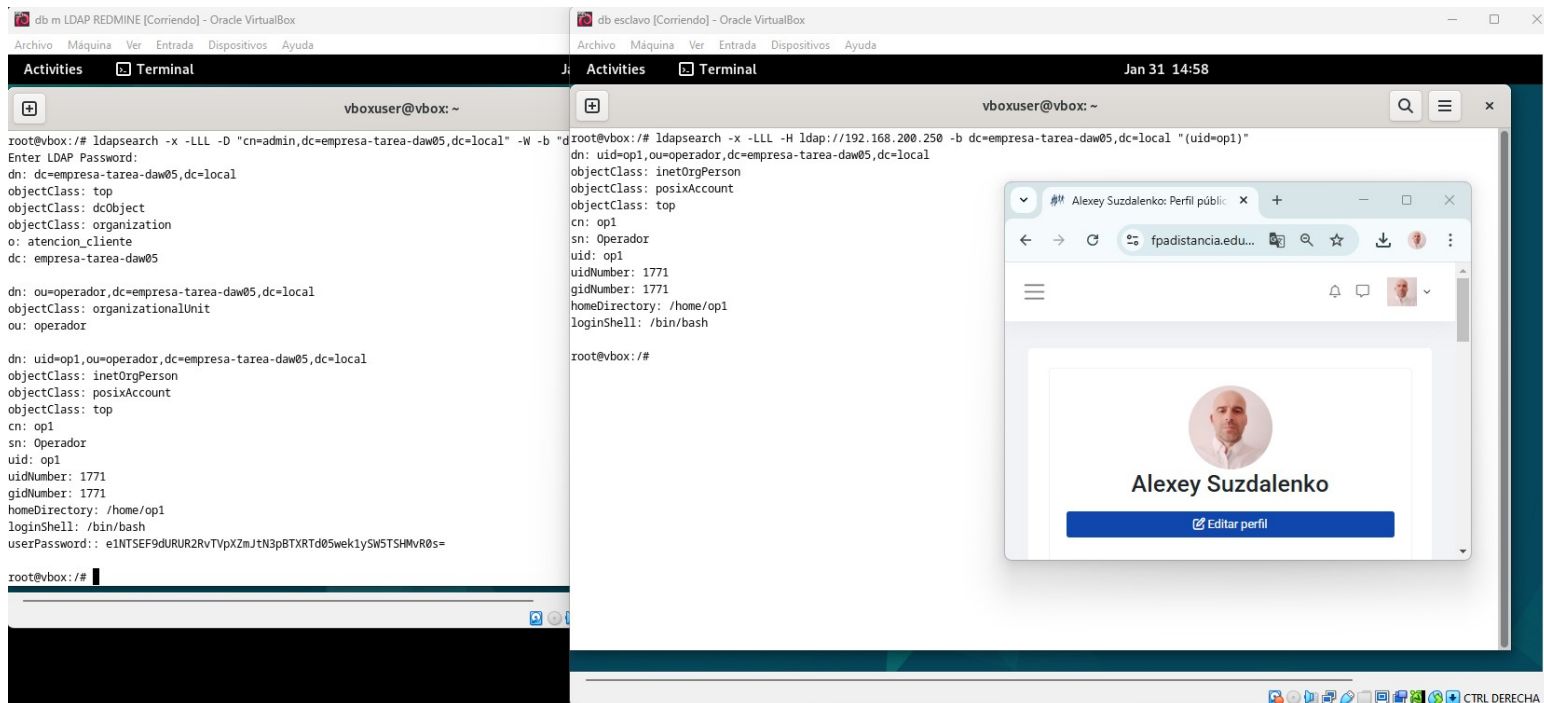 db m LDAP REDMINE [Corriendo] - Oracle VirtualBox
Archivo Máquina Ver Entrada Dispositivos Ayuda
Activities Terminal
vboxuser@vbox: ~
root@vbox:/# ldapsearch -x -LLL -D "cn=admin,dc=empresa-tarea-daw05,dc=local" -W -b "d
Enter LDAP Password:
dn: dc=empresa-tarea-daw05,dc=local
objectClass: top
objectClass: dcObject
objectClass: organization
o: atencion_cliente
dc: empresa-tarea-daw05
dn: ou=operador,dc=empresa-tarea-daw05,dc=local
objectClass: organizationalUnit
ou: operador
dn: uid=op1,ou=operador,dc=empresa-tarea-daw05,dc=local
objectClass: inetOrgPerson
objectClass: posixAccount
objectClass: top
cn: op1
sn: Operador
uid: op1
uidNumber: 1771
gidNumber: 1771
homeDirectory: /home/op1
loginShell: /bin/bash
userPassword:: e1NTSEF9dURUR2RvTVpXZmJtN3pBTXRTd05wek1ySW5TSHMvR0s=
root@vbox:/#
db esclavo [Corriendo] - Oracle VirtualBox
Archivo Máquina Ver Entrada Dispositivos Ayuda
Activities Terminal Jan 31 14:58
vboxuser@vbox: ~
root@vbox:/# ldapsearch -x -LLL -H ldap://192.168.200.250 -b dc=empresa-tarea-daw05,dc=local "(uid=op1)"
dn: uid=op1,ou=operador,dc=empresa-tarea-daw05,dc=local
objectClass: inetOrgPerson
objectClass: posixAccount
objectClass: top
cn: op1
sn: Operador
uid: op1
uidNumber: 1771
gidNumber: 1771
homeDirectory: /home/op1
loginShell: /bin/bash
root@vbox:/#
Alexey Suzdalenko: Perfil públic
fpadistancia.edu...
Alexey Suzdalenko
Editar perfil
CTRL DERECHA